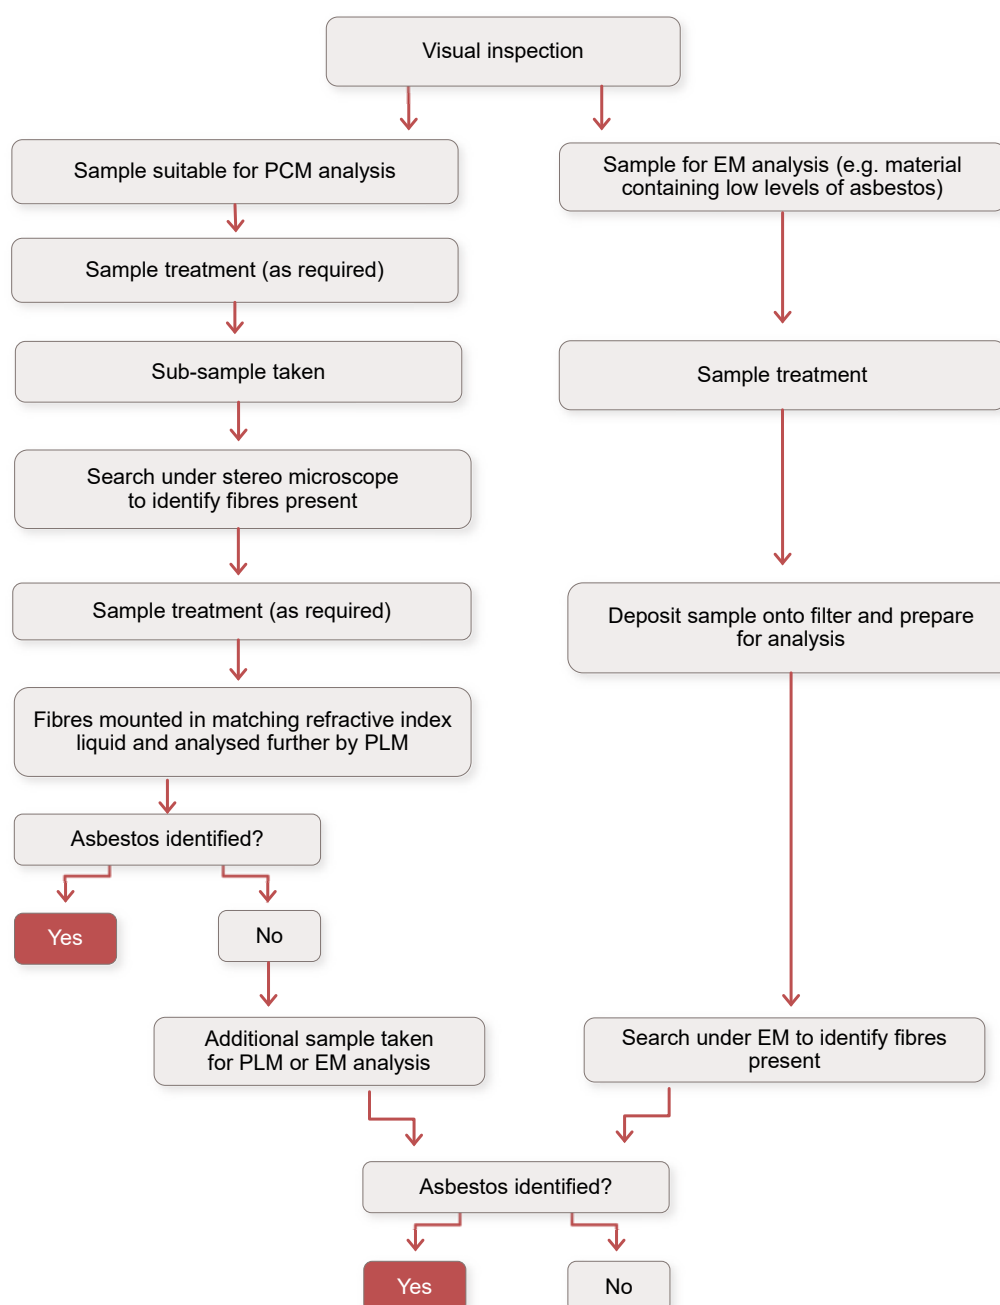 Visual inspection
Sample suitable for PCM analysis
Sample for EM analysis (e.g. material
containing low levels of asbestos)
Sample treatment (as required)
Sub-sample taken
Sample treatment
Search under stereo microscope
to identify fibres present
Sample treatment (as required)
Deposit sample onto filter and prepare
for analysis
Fibres mounted in matching refractive index
liquid and analysed further by PLM
Asbestos identified?
Yes
No
Additional sample taken
for PLM or EM analysis
Search under EM to identify fibres
present
Asbestos identified?
Yes
No